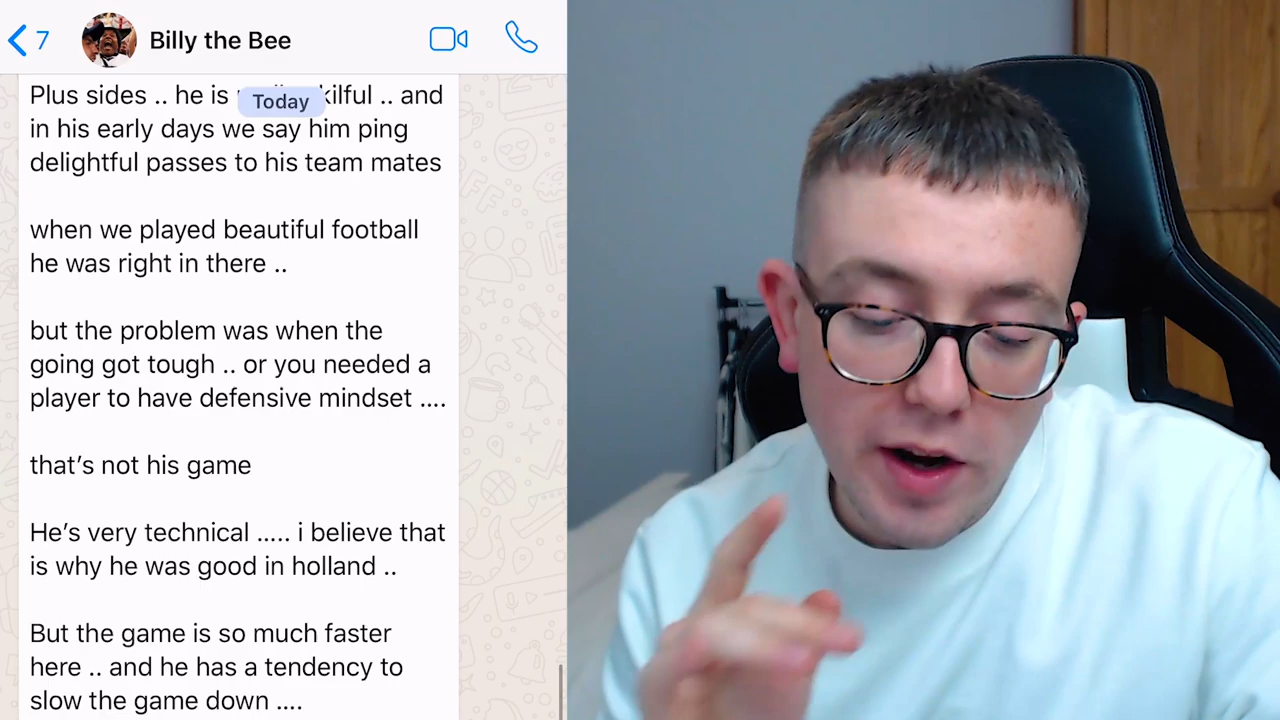 7
Billy the Bee
Plus sides .. he is kilful .. and
Today
in his early days we say him ping
delightful passes to his team mates
when we played beautiful football
he was right in there ..
but the problem was when the
going got tough .. or you needed a
player to have defensive mindset ....
that’s not his game
He’s very technical ..... i believe that
is why he was good in holland ..
But the game is so much faster
here .. and he has a tendency to
slow the game down ....